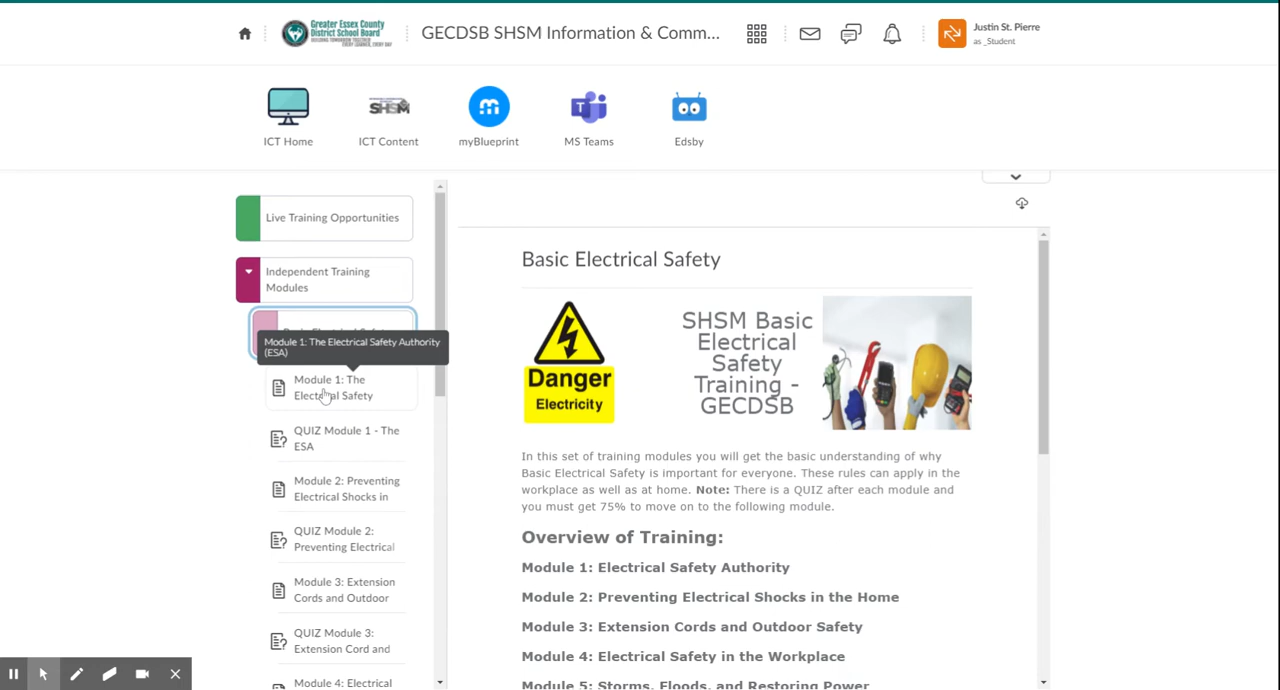 Greater Essex County
District School Board
BUILDING TOMORROW TOGETHER
EVERY LEARNER, EVERY DAY
GECDSB SHSM Information & Comm...
Justin St. Pierre
as _Student
SHSM
m
T
ICT Home
ICT Content
myBlueprint
MS Teams
Edsby
Live Training Opportunities
Independent Training
Modules
Module 1: The Electrical Safety Authority
(ESA)
Module 1: The
Electrical Safety
QUIZ Module 1 - The
ESA
Module 2: Preventing
Electrical Shocks in
QUIZ Module 2:
Preventing Electrical
Module 3: Extension
Cords and Outdoor
QUIZ Module 3:
Extension Cord and
Module 4: Electrical
Basic Electrical Safety
Danger
Electricity
SHSM Basic
Electrical
Safety
Training -
GECDSB
In this set of training modules you will get the basic understanding of why
Basic Electrical Safety is important for everyone. These rules can apply in the
workplace as well as at home. Note: There is a QUIZ after each module and
you must get 75% to move on to the following module.
Overview of Training:
Module 1: Electrical Safety Authority
Module 2: Preventing Electrical Shocks in the Home
Module 3: Extension Cords and Outdoor Safety
Module 4: Electrical Safety in the Workplace
Module 5: Storms, Floods, and Restoring Power